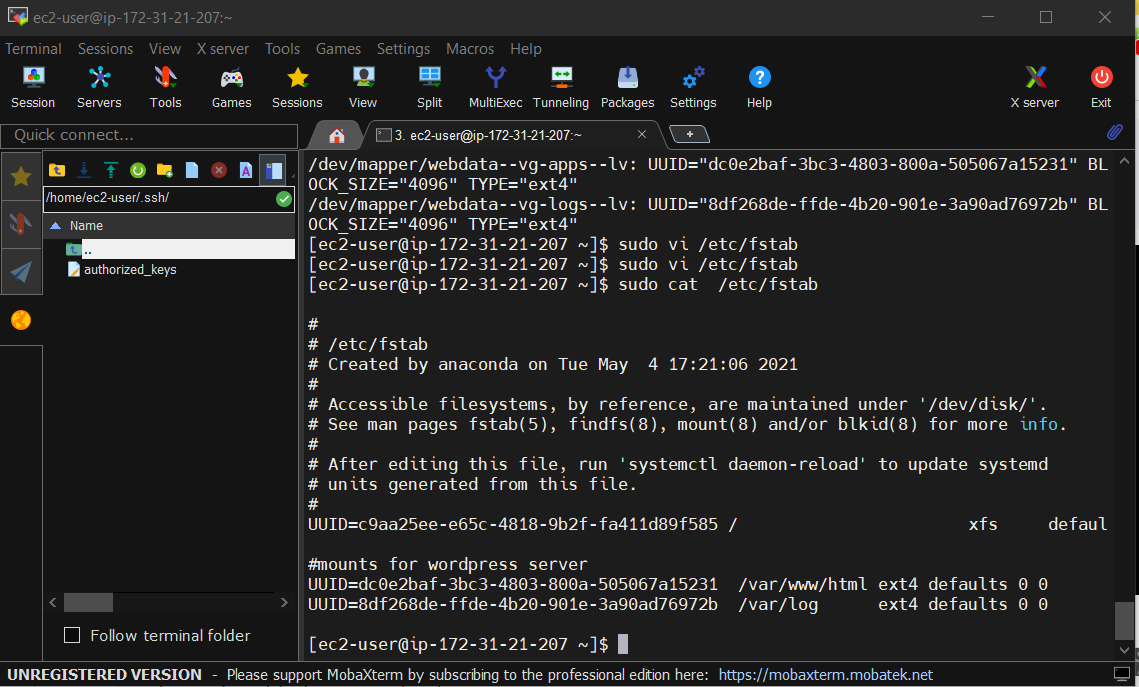 ec2-user@ip-172-31-21-207:~
Terminal Sessions View X server Tools Games Settings Macros Help
Session Servers Tools Games Sessions View Split MultiExec Tunneling Packages Settings Help X server Exit
Quick connect...
3. ec2-user@ip-172-31-21-207:~
/home/ec2-user/.ssh/
Name
..
authorized_keys
Follow terminal folder
/dev/mapper/webdata--vg-apps--lv: UUID="dc0e2baf-3bc3-4803-800a-505067a15231" BL
OCK_SIZE="4096" TYPE="ext4"
/dev/mapper/webdata--vg-logs--lv: UUID="8df268de-ffde-4b20-901e-3a90ad76972b" BL
OCK_SIZE="4096" TYPE="ext4"
[ec2-user@ip-172-31-21-207 ~]$ sudo vi /etc/fstab
[ec2-user@ip-172-31-21-207 ~]$ sudo vi /etc/fstab
[ec2-user@ip-172-31-21-207 ~]$ sudo cat  /etc/fstab
#
# /etc/fstab
# Created by anaconda on Tue May  4 17:21:06 2021
#
# Accessible filesystems, by reference, are maintained under '/dev/disk/'.
# See man pages fstab(5), findfs(8), mount(8) and/or blkid(8) for more info.
#
# After editing this file, run 'systemctl daemon-reload' to update systemd
# units generated from this file.
#
UUID=c9aa25ee-e65c-4818-9b2f-fa411d89f585 /                       xfs     defaul
#mounts for wordpress server
UUID=dc0e2baf-3bc3-4803-800a-505067a15231  /var/www/html ext4 defaults 0 0
UUID=8df268de-ffde-4b20-901e-3a90ad76972b  /var/log      ext4 defaults 0 0
[ec2-user@ip-172-31-21-207 ~]$
UNREGISTERED VERSION - Please support MobaXterm by subscribing to the professional edition here: https://mobaxterm.mobatek.net